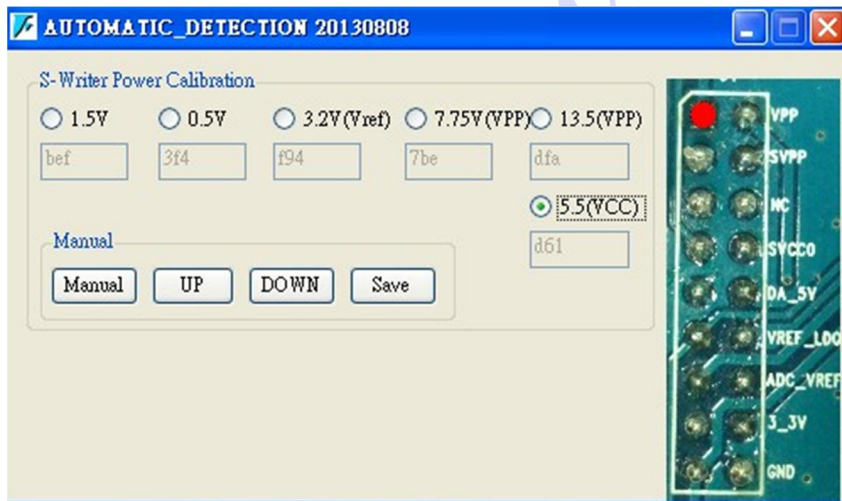 AUTOMATIC_DETECTION 20130808
S-Writer Power Calibration
1.5V 0.5V 3.2V(Vref) 7.75V(VPP) 13.5(VPP)
bef 3f4 f94 7be dfa
5.5(VCC)
d61
Manual
Manual UP DOWN Save
VPP
SVPP
NC
SVCC0
DA_5V
VREF_LDO
ADC_VREF
3_3V
GND